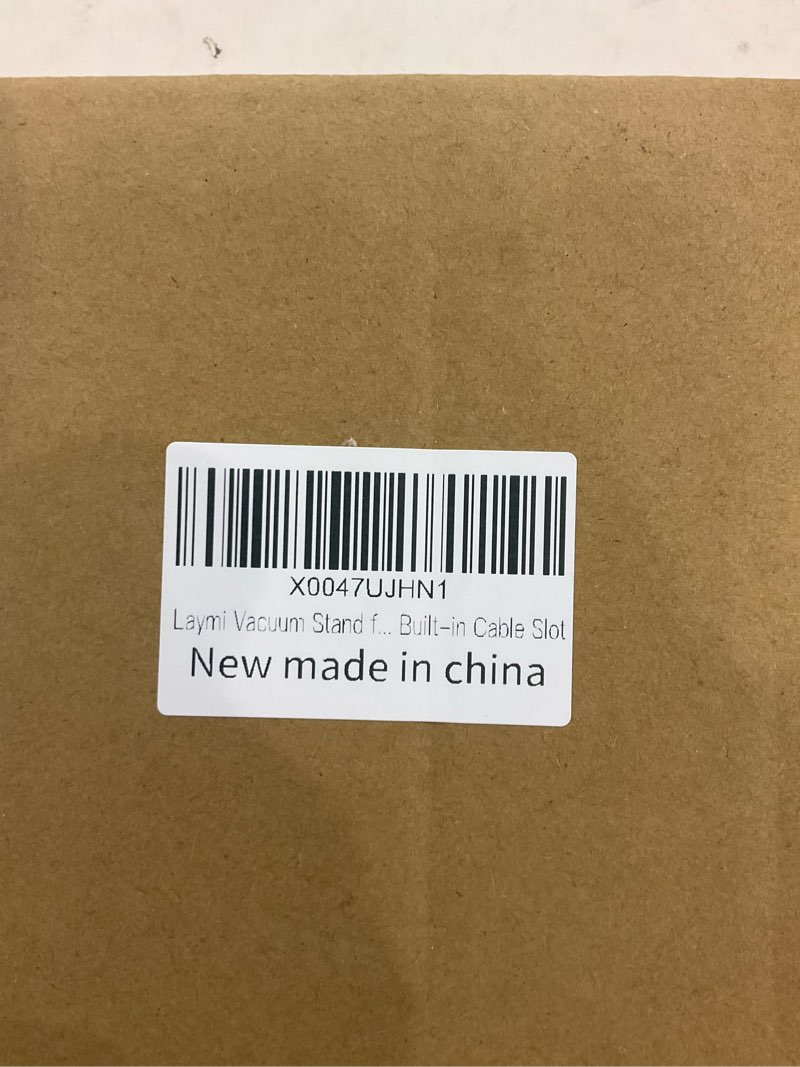 X0047UJHN1
Laymi Vacuum Stand f... Built-in Cable Slot
New made in china